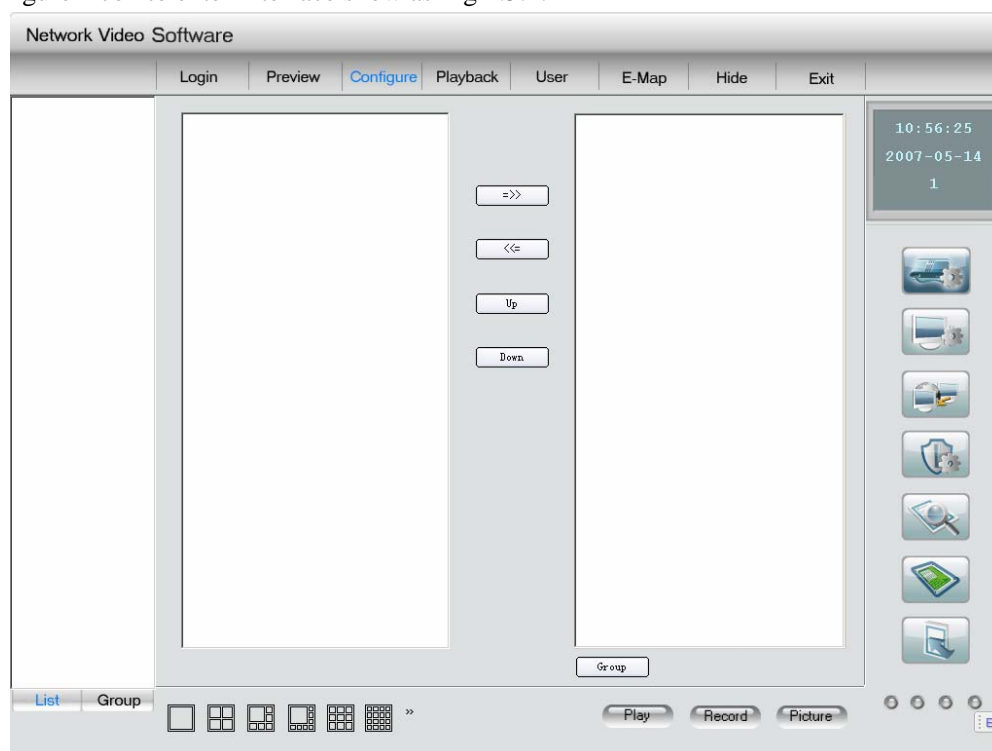 Network Video Software
Login Preview Configure Playback User E-Map Hide Exit
10:56:25
2007-05-14
1
=>>
<<=
Up
Down
Group
List Group
»
Play Record Picture
E